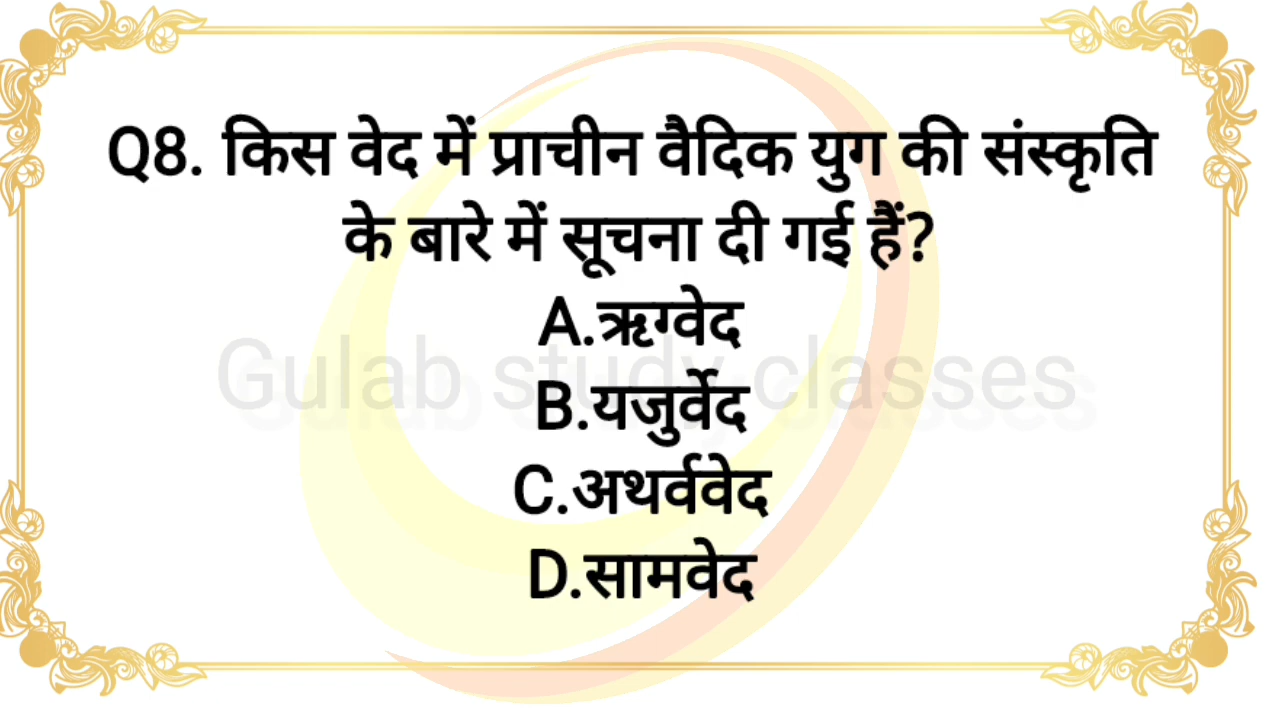 Q8. किस वेद में प्राचीन वैदिक युग की संस्कृति
के बारे में सूचना दी गई हैं?
A.ऋग्वेद
Gulab study classes
B.यजुर्वेद
C.अथर्ववेद
D.सामवेद